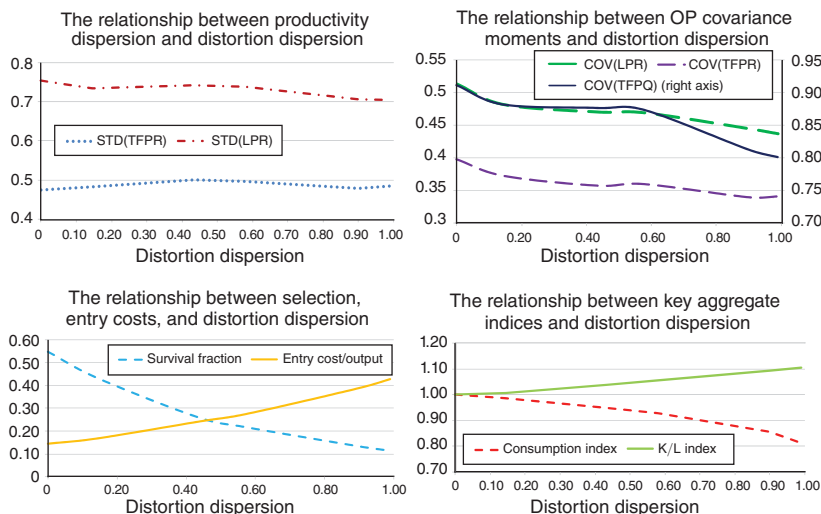 The relationship between productivity
dispersion and distortion dispersion
0.8
0.7
0.6
0.5
0.4
STD(TFPR) STD(LPR)
0 0.10 0.20 0.30 0.40 0.50 0.60 0.70 0.80 0.90 1.00
Distortion dispersion
The relationship between OP covariance
moments and distortion dispersion
0.55
0.5
0.45
0.4
0.35
0.3
COV(LPR) COV(TFPR)
COV(TFPQ) (right axis)
0.95
0.90
0.85
0.80
0.75
0.70
0.00 0.20 0.40 0.60 0.80 1.00
Distortion dispersion
The relationship between selection,
entry costs, and distortion dispersion
0.60
0.50
0.40
0.30
0.20
0.10
0
Survival fraction Entry cost/output
0.00 0.20 0.40 0.60 0.80 1.00
Distortion dispersion
The relationship between key aggregate
indices and distortion dispersion
1.20
1.10
1.00
0.90
0.80
0.70
Consumption index K/L index
0 0.10 0.20 0.30 0.40 0.50 0.60 0.70 0.80 0.90 1.00
Distortion dispersion